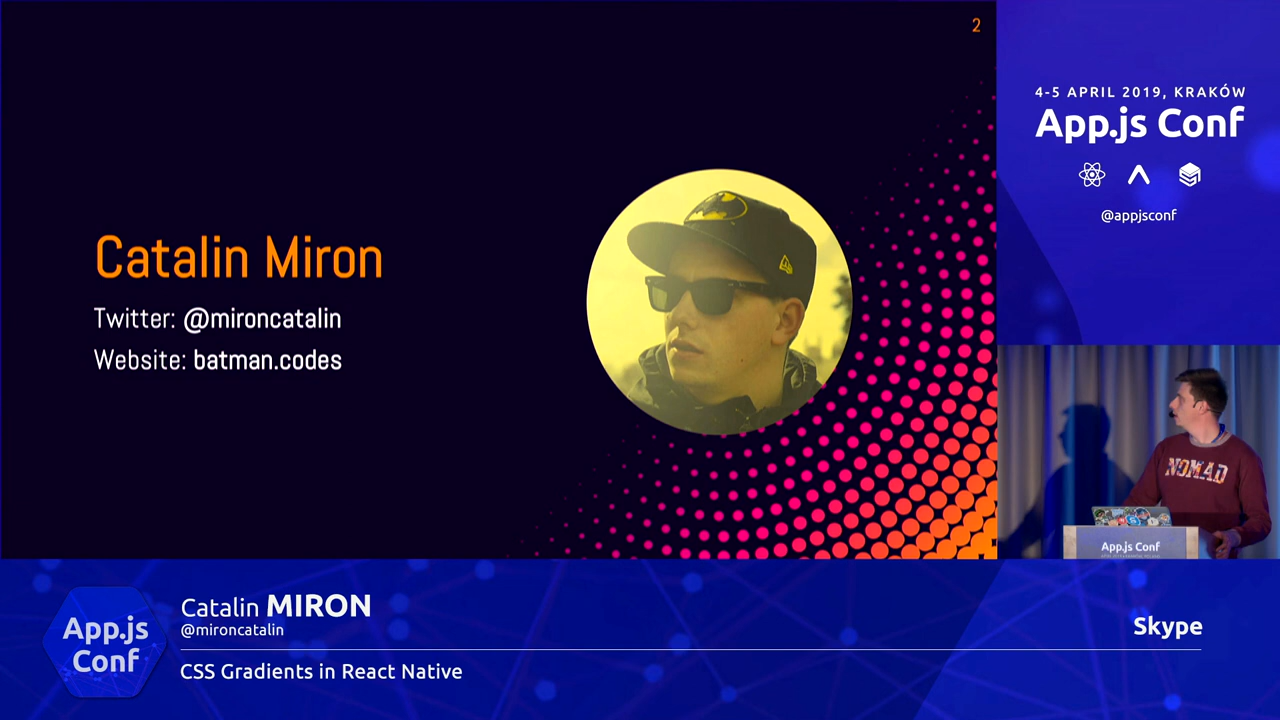 2
Catalin Miron
Twitter: @mironcatalin
Website: batman.codes
4-5 APRIL 2019, KRAKÓW
App.js Conf
@appjsconf
NOMAD
App.js Conf
App.js
Conf
Catalin MIRON
@mironcatalin
CSS Gradients in React Native
Skype